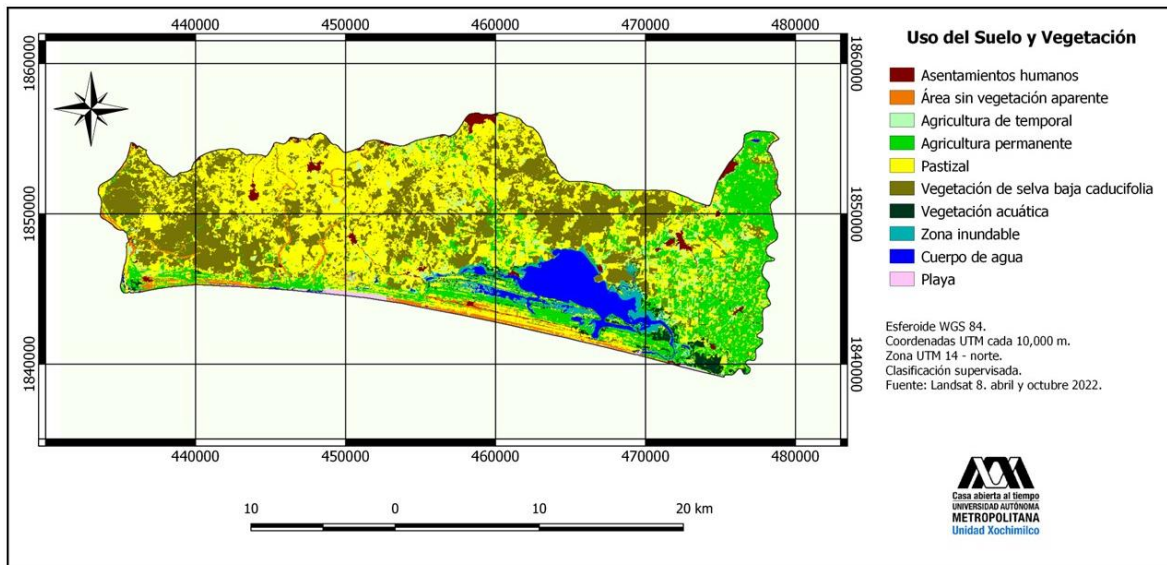 440000 450000 460000 470000 480000
1860000 1860000
1850000 1850000
1840000 1840000
440000 450000 460000 470000 480000
10 0 10 20 km
Uso del Suelo y Vegetación
Asentamientos humanos
Área sin vegetación aparente
Agricultura de temporal
Agricultura permanente
Pastizal
Vegetación de selva baja caducifolia
Vegetación acuática
Zona inundable
Cuerpo de agua
Playa
Esferoide WGS 84.
Coordenadas UTM cada 10,000 m.
Zona UTM 14 - norte.
Clasificación supervisada.
Fuente: Landsat 8. abril y octubre 2022.
Casa abierta al tiempo
UNIVERSIDAD AUTÓNOMA
METROPOLITANA
Unidad Xochimilco